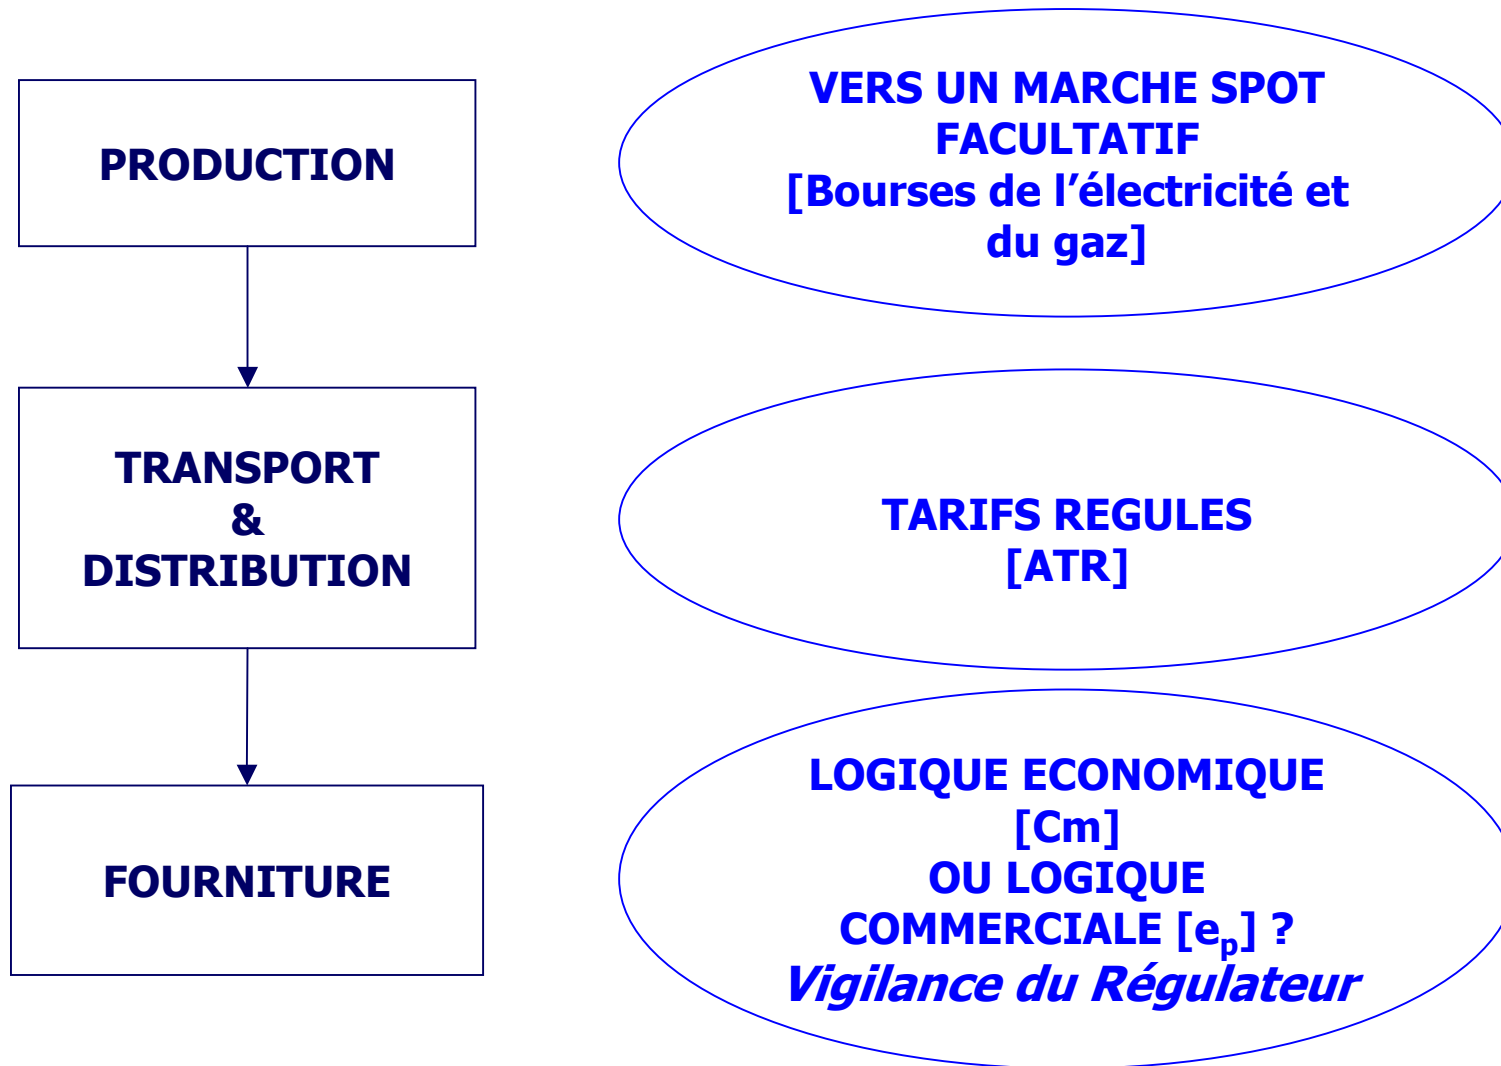 PRODUCTION
VERS UN MARCHE SPOT
FACULTATIF
[Bourses de l’électricité et
du gaz]
TRANSPORT
&
DISTRIBUTION
TARIFS REGULES
[ATR]
FOURNITURE
LOGIQUE ECONOMIQUE
[Cm]
OU LOGIQUE
COMMERCIALE [ep] ?
Vigilance du Régulateur